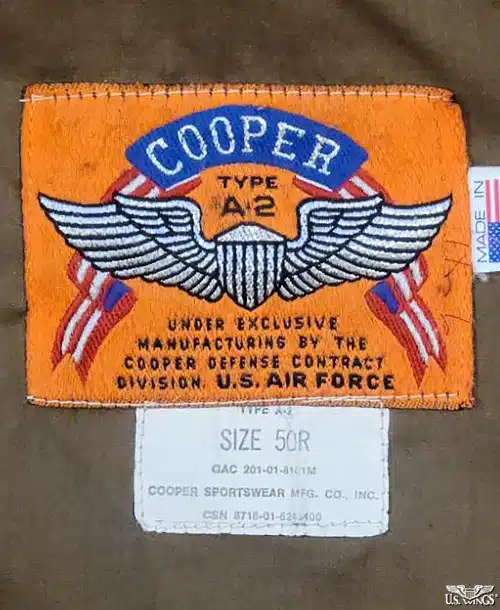 COOPER
TYPE
A-2
UNDER EXCLUSIVE
MANUFACTURING BY THE
COOPER DEFENSE CONTRACT
DIVISION U.S. AIR FORCE
MADE IN
TYPE A-2
SIZE 50R
COOPER SPORTSWEAR MFG. CO., INC.
U.S. WINGS